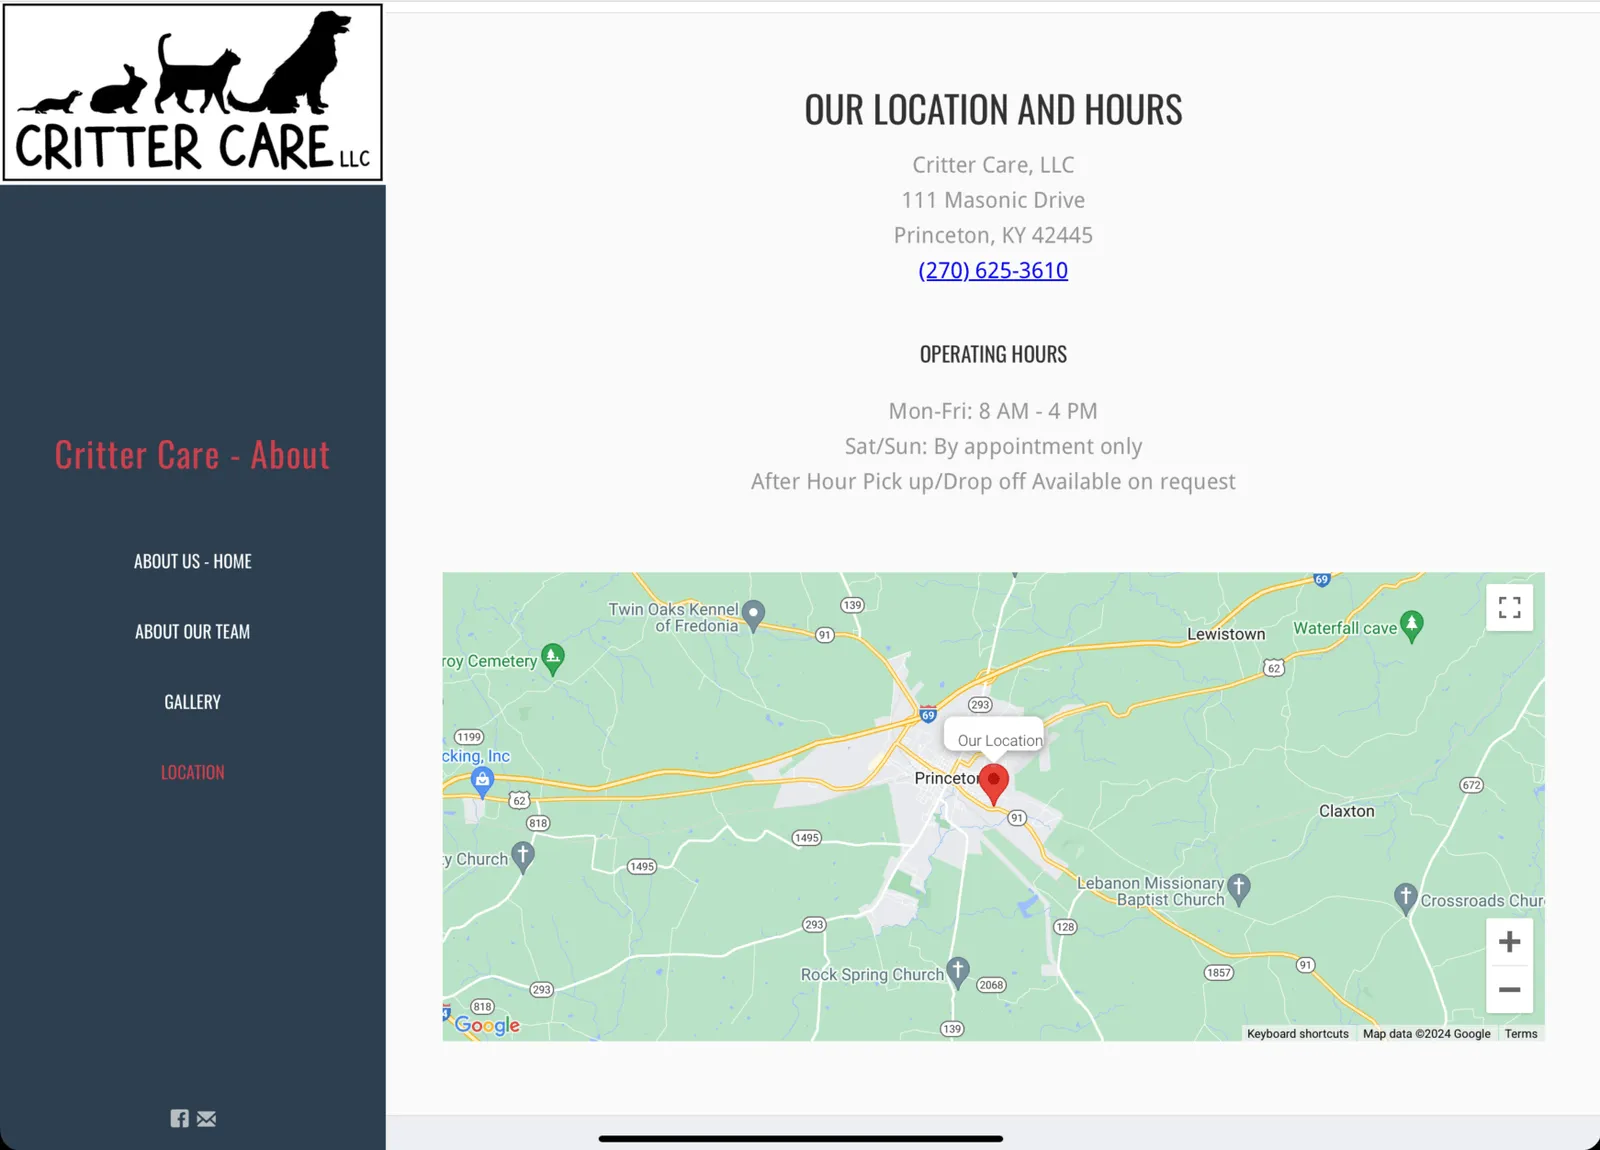 CRITTER CARE LLC
Critter Care - About
ABOUT US - HOME
ABOUT OUR TEAM
GALLERY
LOCATION
OUR LOCATION AND HOURS
Critter Care, LLC
111 Masonic Drive
Princeton, KY 42445
(270) 625-3610
OPERATING HOURS
Mon-Fri: 8 AM - 4 PM
Sat/Sun: By appointment only
After Hour Pick up/Drop off Available on request
69
Twin Oaks Kennel
of Fredonia
139
91
Lewistown
Waterfall cave
roy Cemetery
62
293
69
1199
Our Location
cking, Inc
Princeton
672
62
91
Claxton
818
1495
y Church
1495
Lebanon Missionary
Baptist Church
Crossroads Chur
293
128
Rock Spring Church
2068
1857
91
293
818
Google
139
Keyboard shortcuts
Map data ©2024 Google
Terms